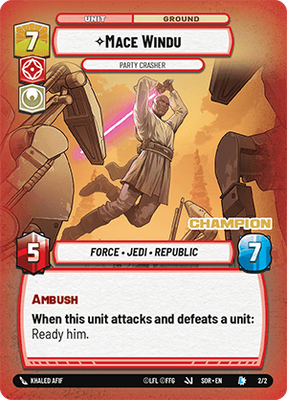 UNIT
GROUND
7
✧MACE WINDU
PARTY CRASHER
CHAMPION
5
FORCE • JEDI • REPUBLIC
7
AMBUSH
When this unit attacks and defeats a unit:
Ready him.
KHALED AFIF
©LFL ©FFG
SOR • EN
2/2